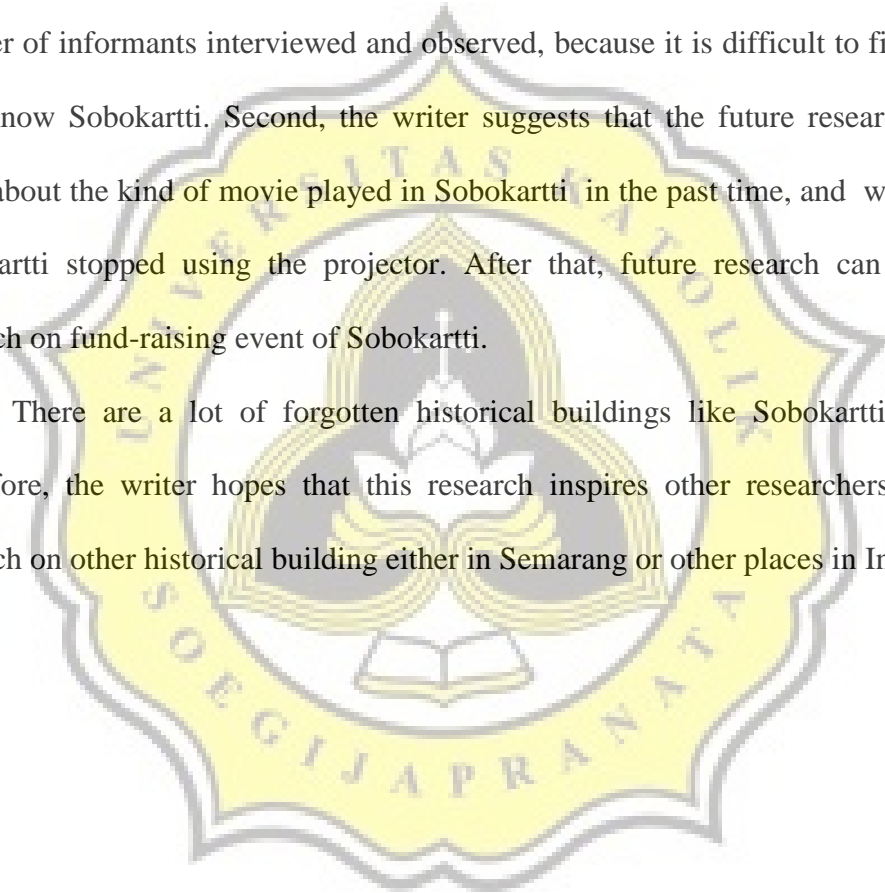 er of informants interviewed and observed, because it is difficult to fi
now Sobokartti. Second, the writer suggests that the future resear
about the kind of movie played in Sobokartti in the past time, and w
artti stopped using the projector. After that, future research can
ch on fund-raising event of Sobokartti.
There are a lot of forgotten historical buildings like Sobokartti
fore, the writer hopes that this research inspires other researchers
ch on other historical building either in Semarang or other places in In
UNIVERSITAS KATOLIK
SOEGIJAPRANATA